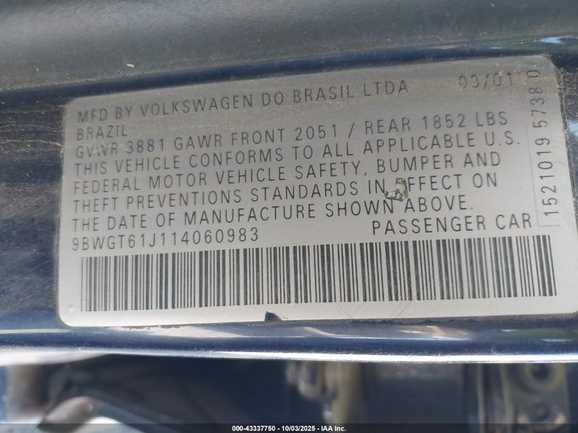 MFD BY VOLKSWAGEN DO BRASIL LTDA 09/01
BRAZIL
GVWR 3881 GAWR FRONT 2051 / REAR 1852 LBS
THIS VEHICLE CONFORMS TO ALL APPLICABLE U.S.
FEDERAL MOTOR VEHICLE SAFETY, BUMPER AND
THEFT PREVENTIONS STANDARDS IN EFFECT ON
THE DATE OF MANUFACTURE SHOWN ABOVE.
9BWGT61J114060983 PASSENGER CAR
1521019 5738
000-43337750 - 10/03/2025 - IAA Inc.